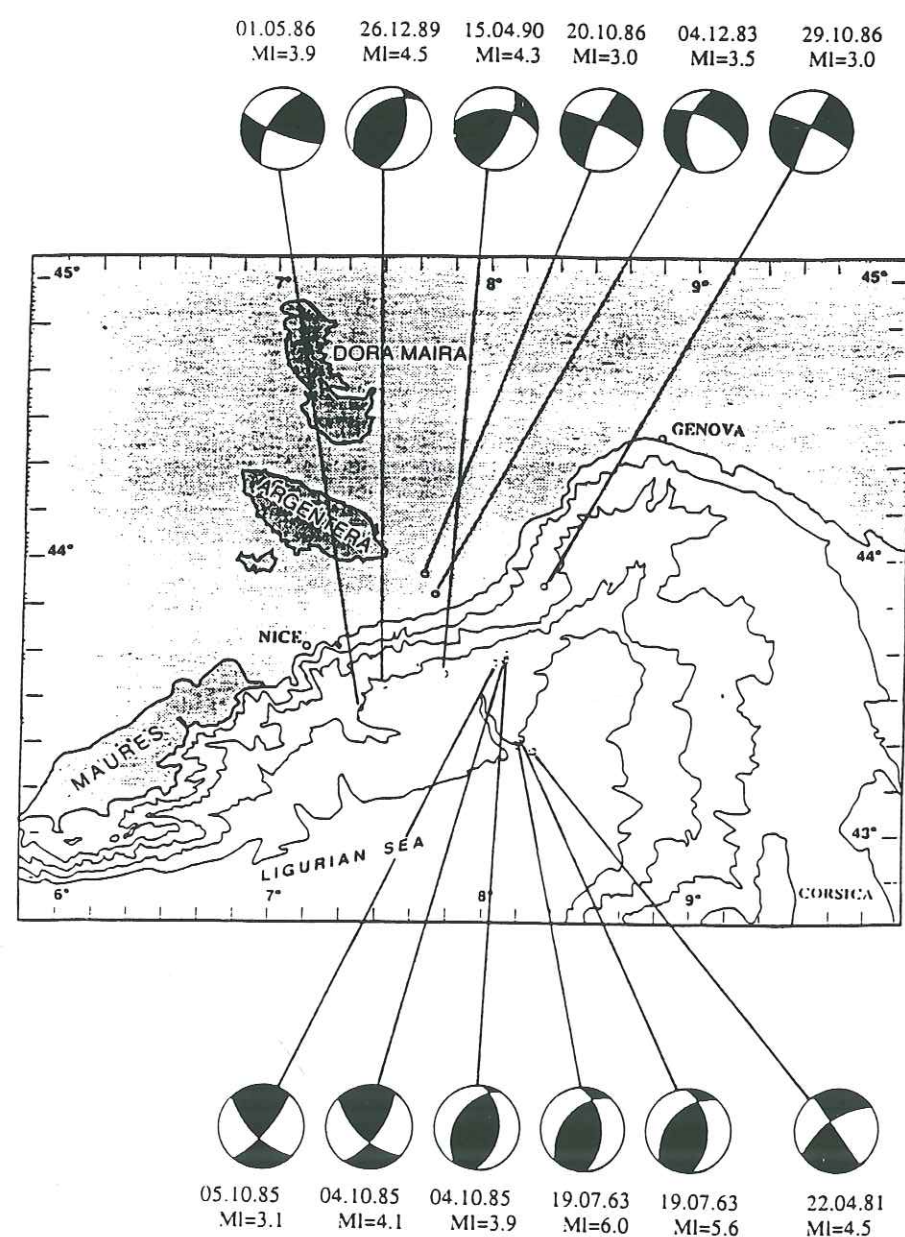 01.05.86 26.12.89 15.04.90 20.10.86 04.12.83 29.10.86
Ml=3.9 Ml=4.5 Ml=4.3 Ml=3.0 Ml=3.5 Ml=3.0
45° 7° 8° 9° 45°
DORA MAIRA
GENOVA
ARGENTERA
44° 44°
NICE
MAURES
43°
LIGURIAN SEA
6° 7° 8° 9° CORSICA
05.10.85 04.10.85 04.10.85 19.07.63 19.07.63 22.04.81
Ml=3.1 Ml=4.1 Ml=3.9 Ml=6.0 Ml=5.6 Ml=4.5